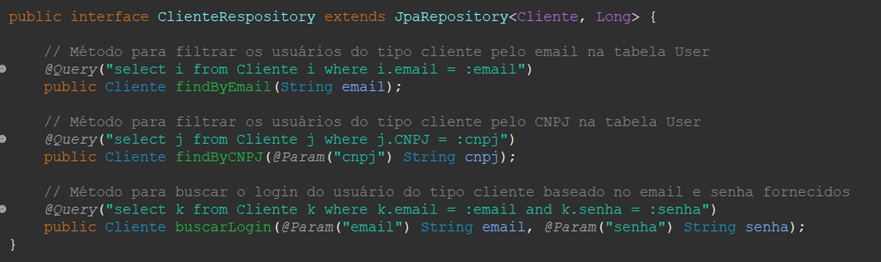 public interface ClienteRespository extends JpaRepository<Cliente, Long> {
// Método para filtrar os usuários do tipo cliente pelo email na tabela User
@Query("select i from Cliente i where i.email = :email")
public Cliente findByEmail(String email);
// Método para filtrar os usuários do tipo cliente pelo CNPJ na tabela User
@Query("select j from Cliente j where j.CNPJ = :cnpj")
public Cliente findByCNPJ(@Param("cnpj") String cnpj);
// Método para buscar o login do usuário do tipo cliente baseado no email e senha fornecidos
@Query("select k from Cliente k where k.email = :email and k.senha = :senha")
public Cliente buscarLogin(@Param("email") String email, @Param("senha") String senha);
}